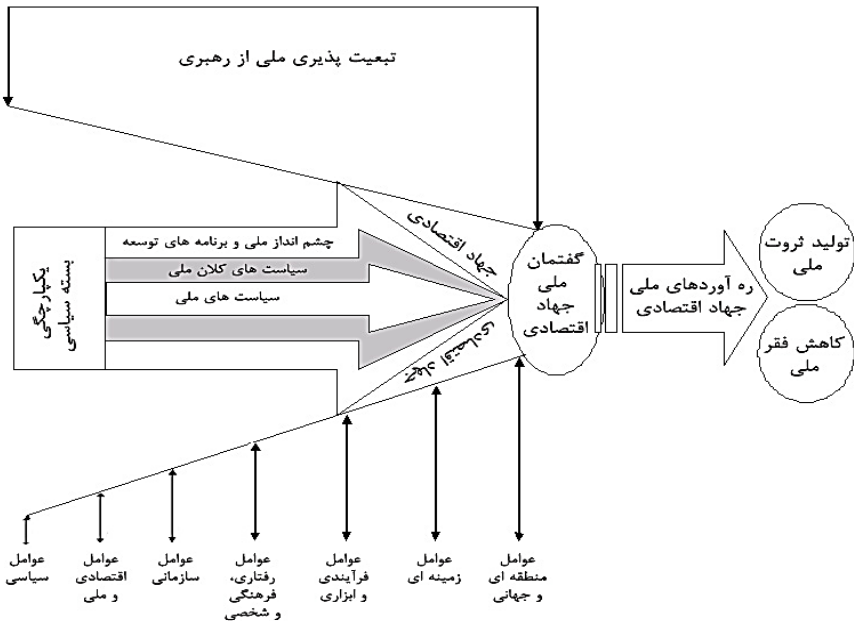 تبعیت پذیری ملی از رهبری
یکپارچگی
بسته سیاسی
چشم انداز ملی و برنامه های توسعه
سیاست های کلان ملی
سیاست های ملی
جهاد اقتصادی
جهاد اقتصادی
گفتمان
ملی
جهاد
اقتصادی
ره آوردهای ملی
جهاد اقتصادی
تولید ثروت
ملی
کاهش فقر
ملی
عوامل
منطقه ای
و جهانی
عوامل
زمینه ای
عوامل
فرآیندی
و ابزاری
عوامل
رفتاری،
فرهنگی
و شخصی
عوامل
سازمانی
عوامل
اقتصادی
و ملی
عوامل
سیاسی